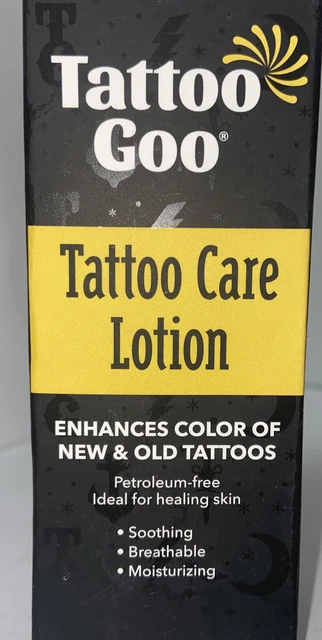 Tattoo
Goo®
Tattoo Care
Lotion
ENHANCES COLOR OF
NEW & OLD TATTOOS
Petroleum-free
Ideal for healing skin
• Soothing
• Breathable
• Moisturizing